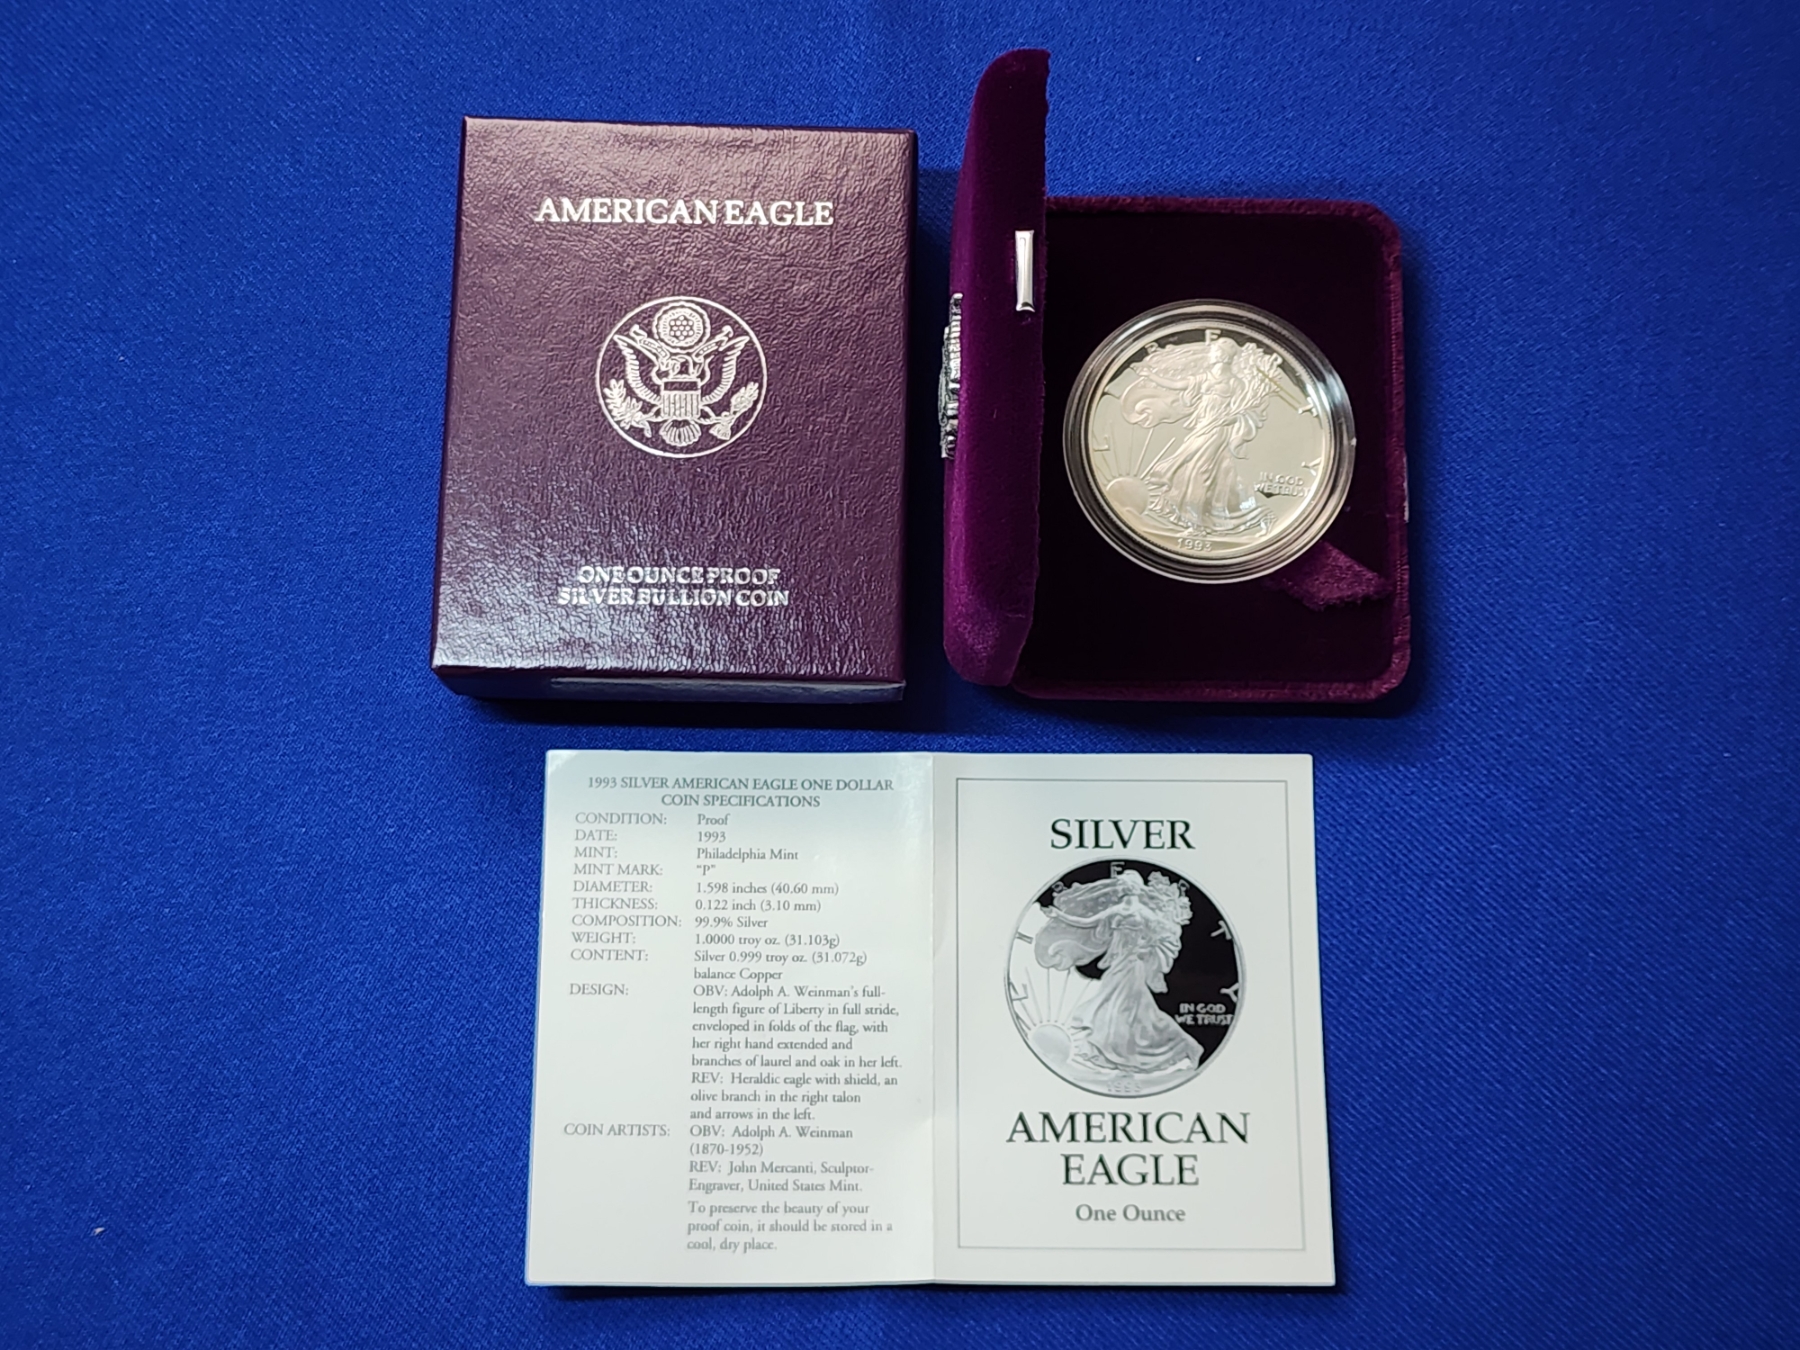 AMERICAN EAGLE
ONE OUNCE PROOF
SILVER BULLION COIN
LIBERTY
IN GOD
WE TRUST
1993
1993 SILVER AMERICAN EAGLE ONE DOLLAR
COIN SPECIFICATIONS
CONDITION: Proof
DATE: 1993
MINT: Philadelphia Mint
MINT MARK: "P"
DIAMETER: 1.598 inches (40.60 mm)
THICKNESS: 0.122 inch (3.10 mm)
COMPOSITION: 99.9% Silver
WEIGHT: 1.0000 troy oz. (31.103g)
CONTENT: Silver 0.999 troy oz. (31.072g)
balance Copper
DESIGN: OBV: Adolph A. Weinman's full-
length figure of Liberty in full stride,
enveloped in folds of the flag, with
her right hand extended and
branches of laurel and oak in her left.
REV: Heraldic eagle with shield, an
olive branch in the right talon
and arrows in the left.
COIN ARTISTS: OBV: Adolph A. Weinman
(1870-1952)
REV: John Mercanti, Sculptor-
Engraver, United States Mint.
To preserve the beauty of your
proof coin, it should be stored in a
cool, dry place.
SILVER
LIBERTY
IN GOD
WE TRUST
1993
AMERICAN
EAGLE
One Ounce